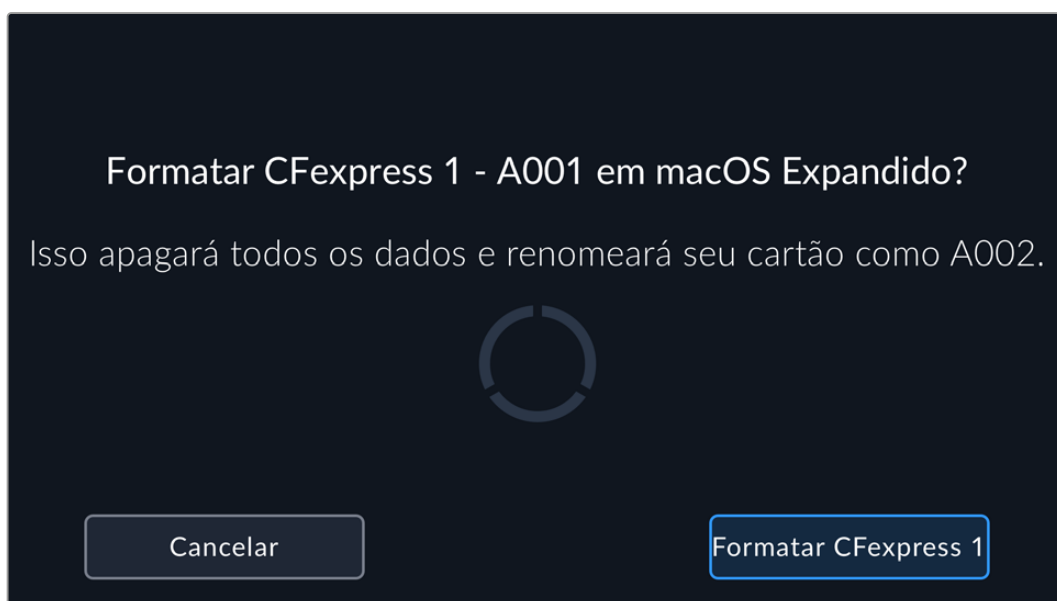 Formatar CFexpress 1 - A001 em macOS Expandido?
Isso apagará todos os dados e renomeará seu cartão como A002.
Cancelar
Formatar CFexpress 1